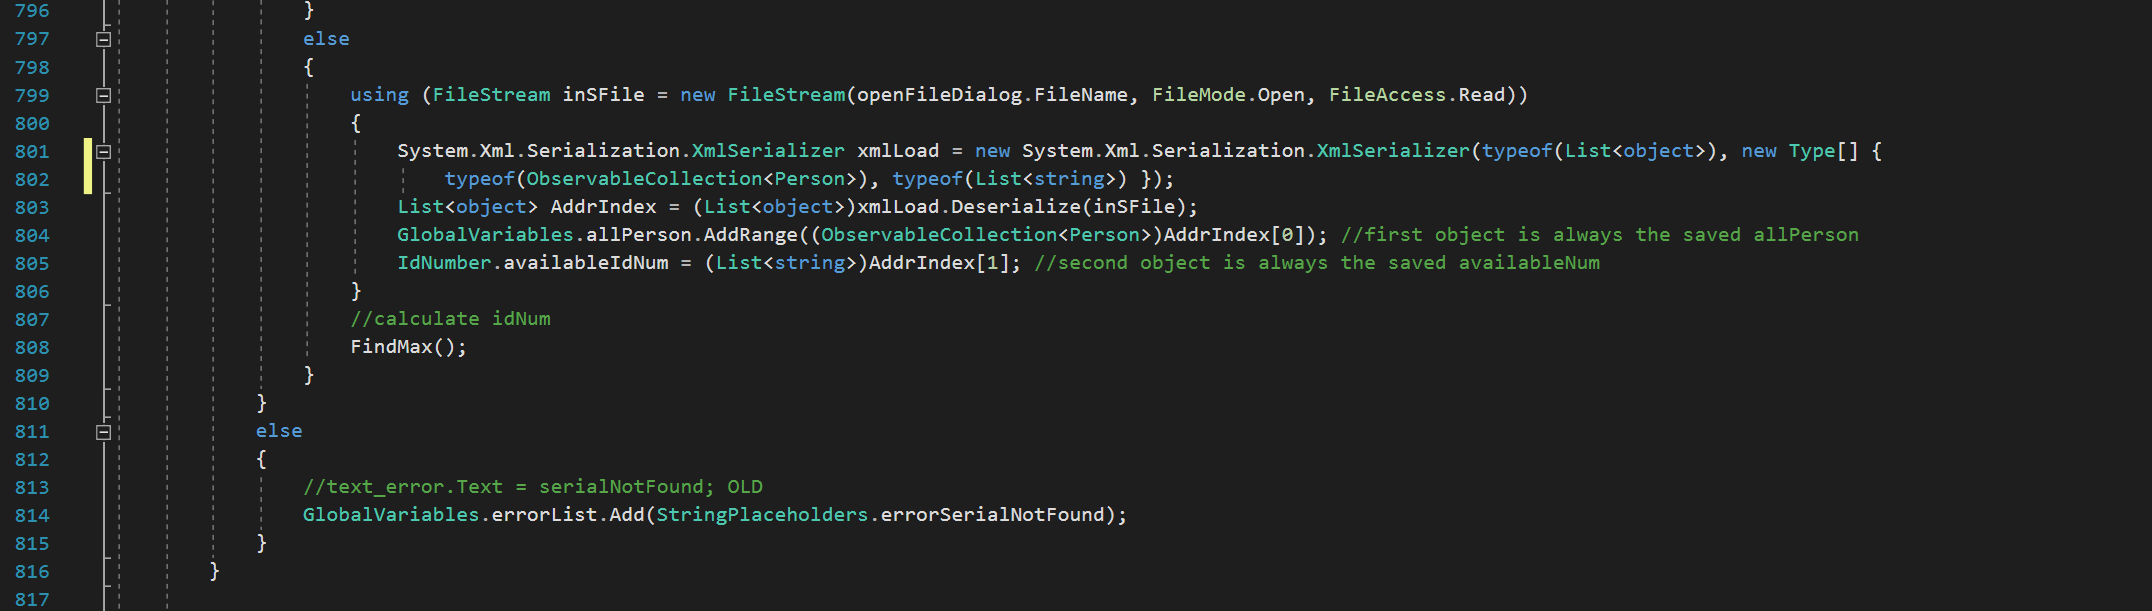 796 }
797 else
798 {
799 using (FileStream inSFile = new FileStream(openFileDialog.FileName, FileMode.Open, FileAccess.Read))
800 {
801 System.Xml.Serialization.XmlSerializer xmlLoad = new System.Xml.Serialization.XmlSerializer(typeof(List<object>), new Type[] {
802 typeof(ObservableCollection<Person>), typeof(List<string>) });
803 List<object> AddrIndex = (List<object>)xmlLoad.Deserialize(inSFile);
804 GlobalVariables.allPerson.AddRange((ObservableCollection<Person>)AddrIndex[0]); //first object is always the saved allPerson
805 IdNumber.availableIdNum = (List<string>)AddrIndex[1]; //second object is always the saved availableNum
806 }
807 //calculate idNum
808 FindMax();
809 }
810 }
811 else
812 {
813 //text_error.Text = serialNotFound; OLD
814 GlobalVariables.errorList.Add(StringPlaceholders.errorSerialNotFound);
815 }
816 }
817